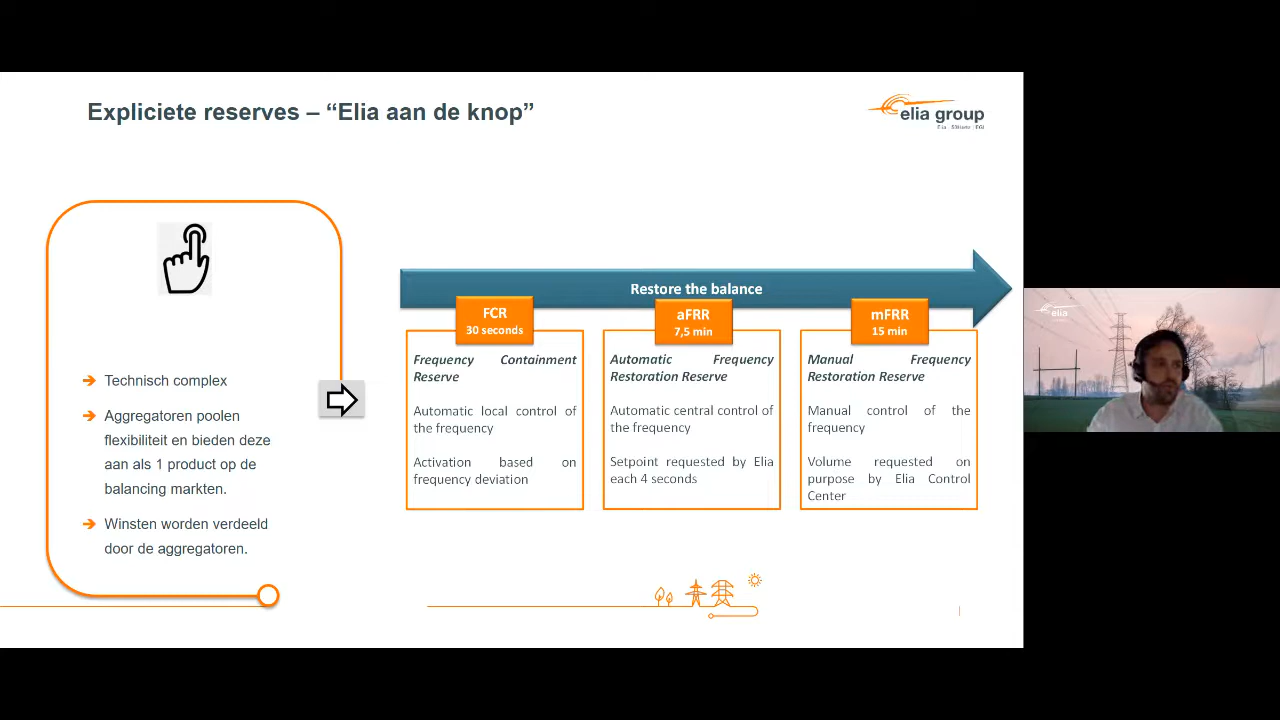 Expliciete reserves – “Elia aan de knop”
elia group
Technisch complex
Aggregatoren poolen
flexibiliteit en bieden deze
aan als 1 product op de
balancing markten.
Winsten worden verdeeld
door de aggregatoren.
Restore the balance
FCR
30 seconds
Frequency Containment
Reserve
Automatic local control of
the frequency
Activation based on
frequency deviation
aFRR
7,5 min
Automatic Frequency
Restoration Reserve
Automatic central control of
the frequency
Setpoint requested by Elia
each 4 seconds
mFRR
15 min
Manual Frequency
Restoration Reserve
Manual control of the
frequency
Volume requested on
purpose by Elia Control
Center
elia